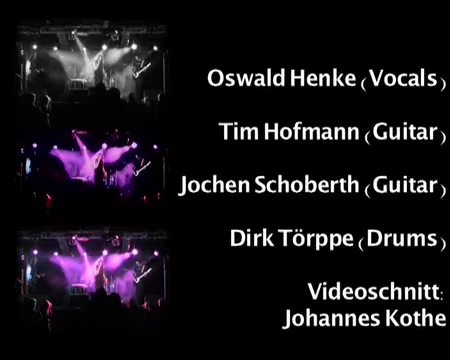 Oswald Henke (Vocals)
Tim Hofmann (Guitar)
Jochen Schoberth (Guitar)
Dirk Törppe (Drums)
Videoschnitt:
Johannes Kothe